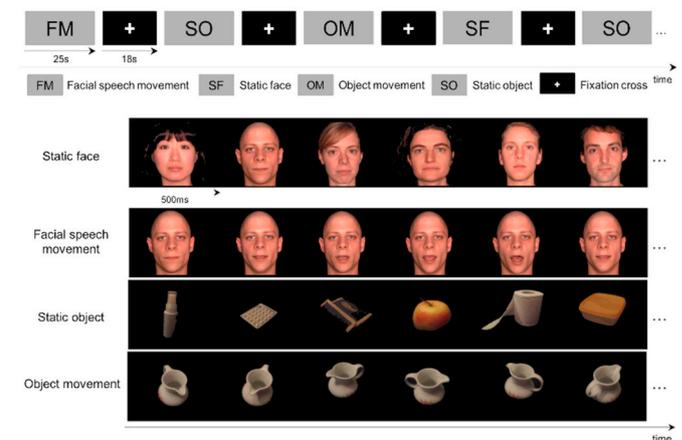 FM + SO + OM + SF + SO ...
25s 18s
time
FM Facial speech movement SF Static face OM Object movement SO Static object + Fixation cross
Static face ...
500ms
Facial speech
movement ...
Static object ...
Object movement ...
time